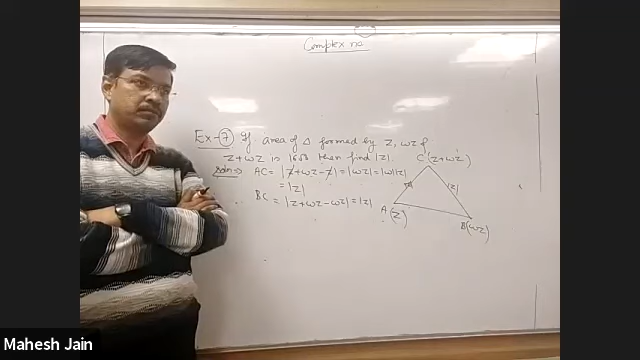 Complex no.
Ex-7 If area of Δ formed by z, ωz &
z+ωz is 16√3 then find |z|.
Soln:- AC = |z+ωz-z| = |ωz| = |ω||z|
= |z|
BC = |z+ωz-ωz| = |z|
C(z+ωz)
|z|
A(z)
B(ωz)
Mahesh Jain